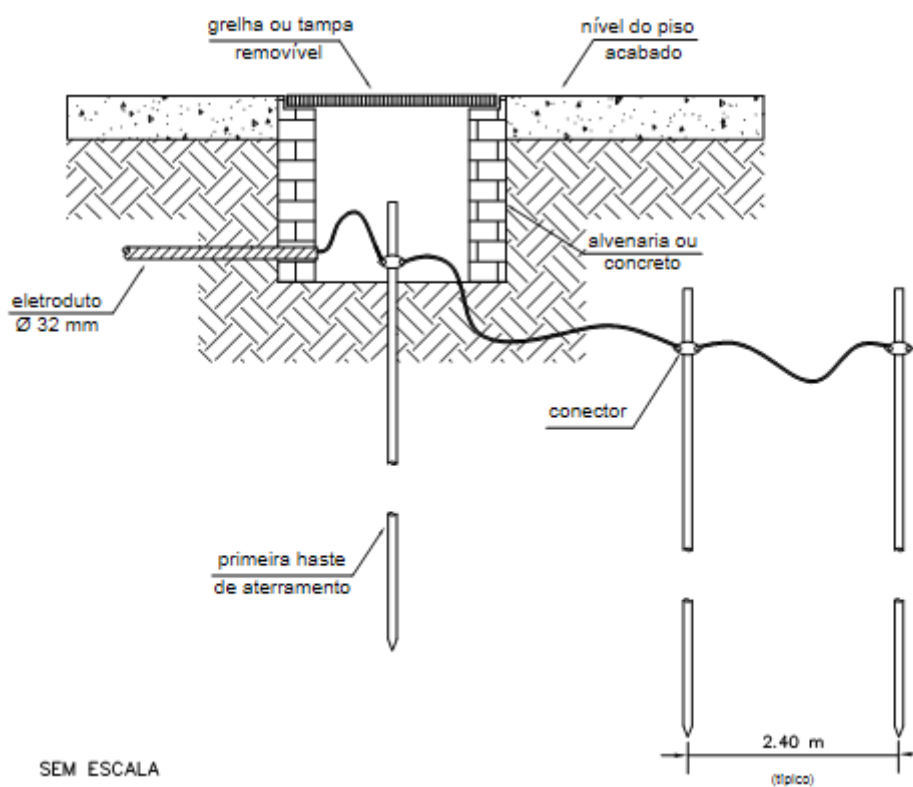 grelha ou tampa
removível
nível do piso
acabado
alvenaria ou
concreto
eletroduto
Ø 32 mm
conector
primeira haste
de aterramento
2.40 m
(típico)
SEM ESCALA